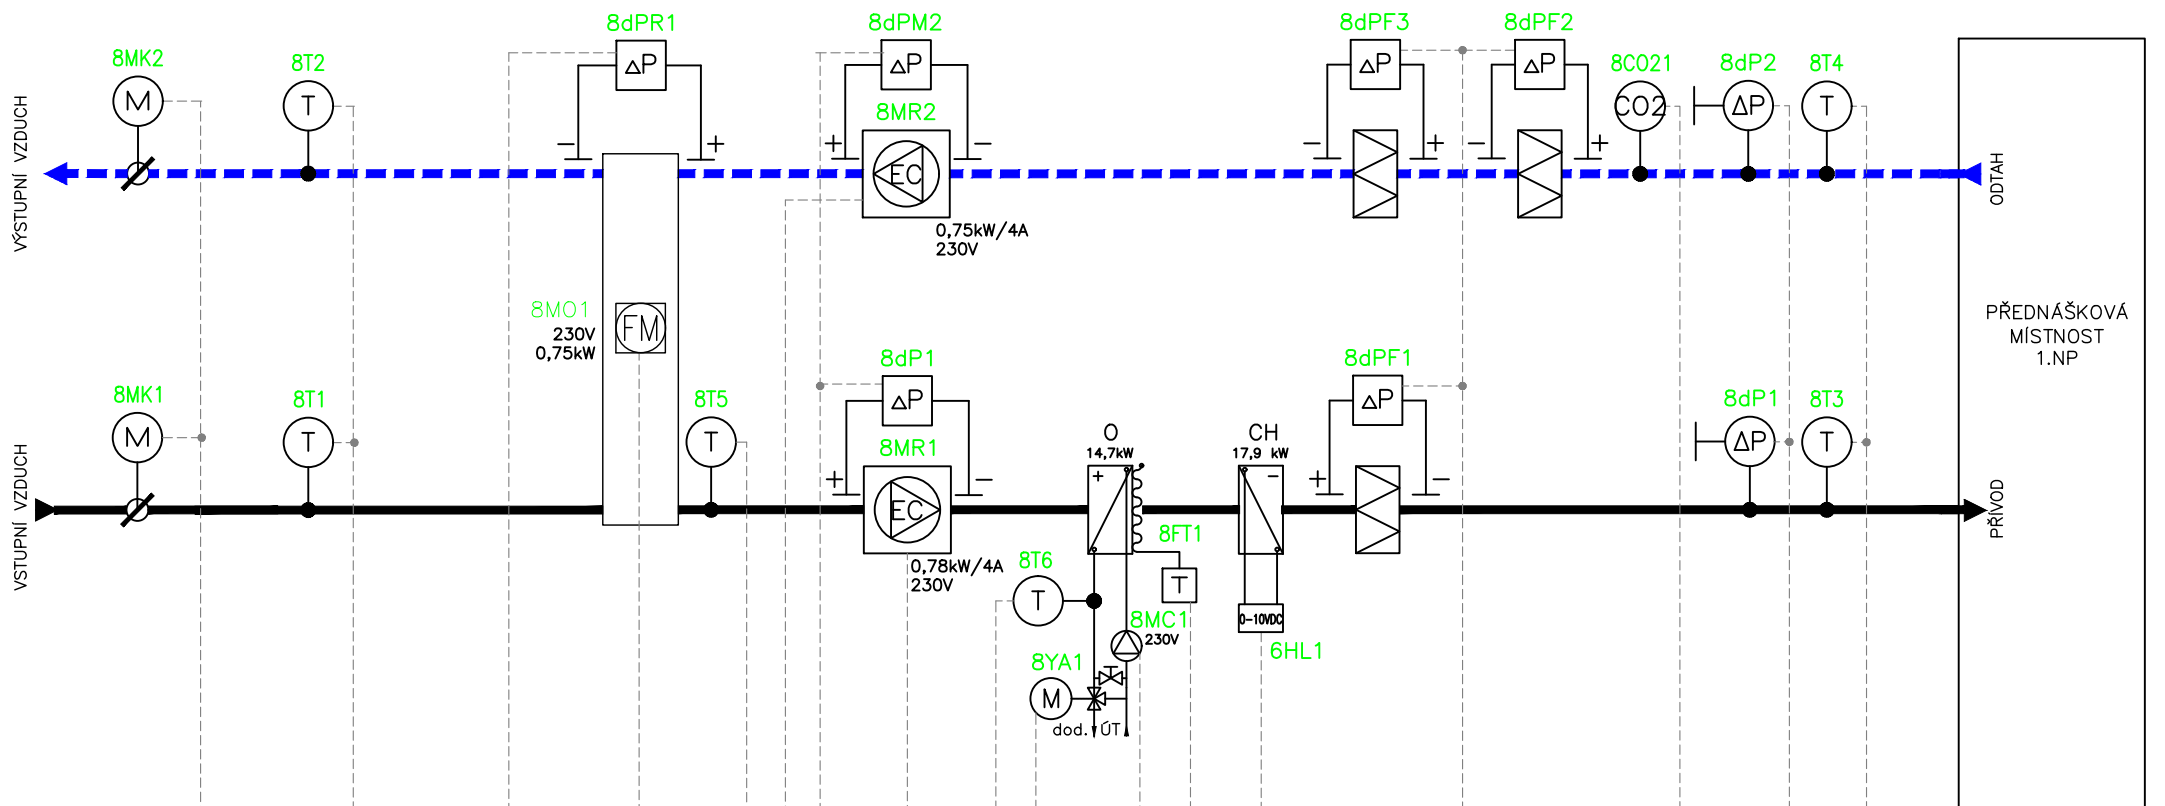 8dPR1
8dPM2
8dPF3
8dPF2
8MK2
8T2
ΔP
ΔP
ΔP
ΔP
8CO21
8dP2
8T4
M
T
8MR2
CO2
ΔP
T
VÝSTUPNÍ VZDUCH
− +
+ −
− +
− +
EC
ODTAH
0,75kW/4A
230V
8MO1
230V
0,75kW
FM
PŘEDNÁŠKOVÁ
MÍSTNOST
1.NP
8dP1
8dPF1
8MK1
8T1
8T5
ΔP
ΔP
8dP1
8T3
M
T
T
8MR1
O
14,7kW
CH
17,9 kW
ΔP
T
VSTUPNÍ VZDUCH
+ −
+
−
+ −
EC
PŘÍVOD
0,78kW/4A
230V
8FT1
8T6
T
T
8MC1
230V
0-10VDC
6HL1
8YA1
M
dod. ÚT